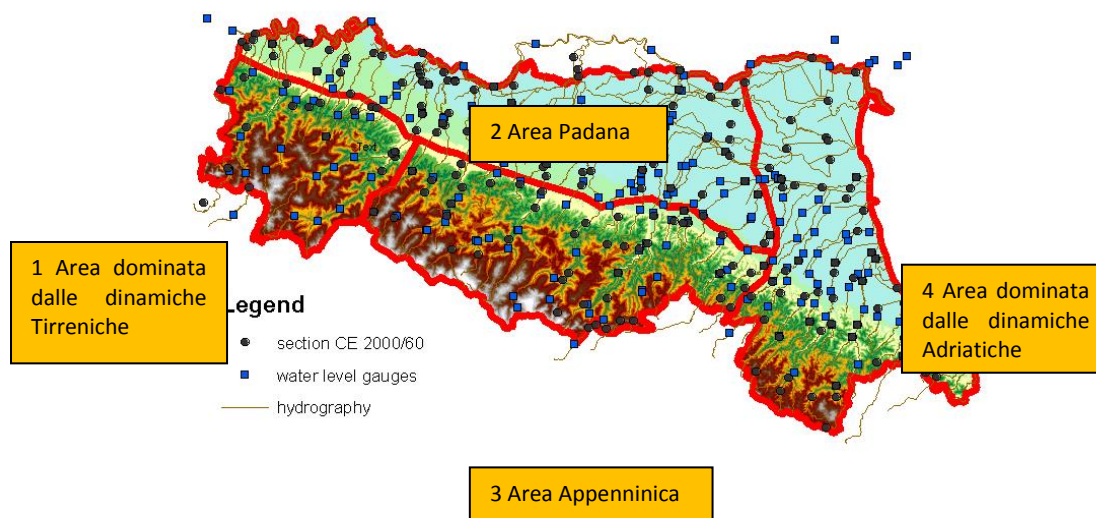 2 Area Padana
1 Area dominata
dalle dinamiche
Tirreniche
4 Area dominata
dalle dinamiche
Adriatiche
Legend
section CE 2000/60
water level gauges
hydrography
3 Area Appenninica